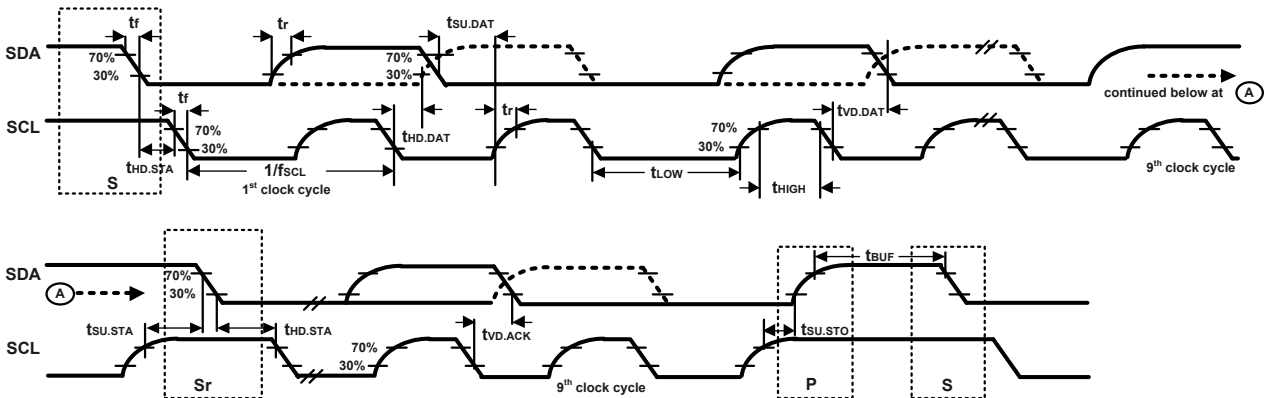 tf tr tSU.DAT
SDA 70% 30% 70% 30%
tf tr tVD.DAT continued below at A
SCL 70% 30% tHD.DAT 70% 30%
tHD.STA 1/fSCL tLOW tHIGH 9th clock cycle
S 1st clock cycle
SDA 70% 30% tBUF
A
tSU.STA tHD.STA tVD.ACK tSU.STO
SCL 70% 30%
Sr 9th clock cycle P S